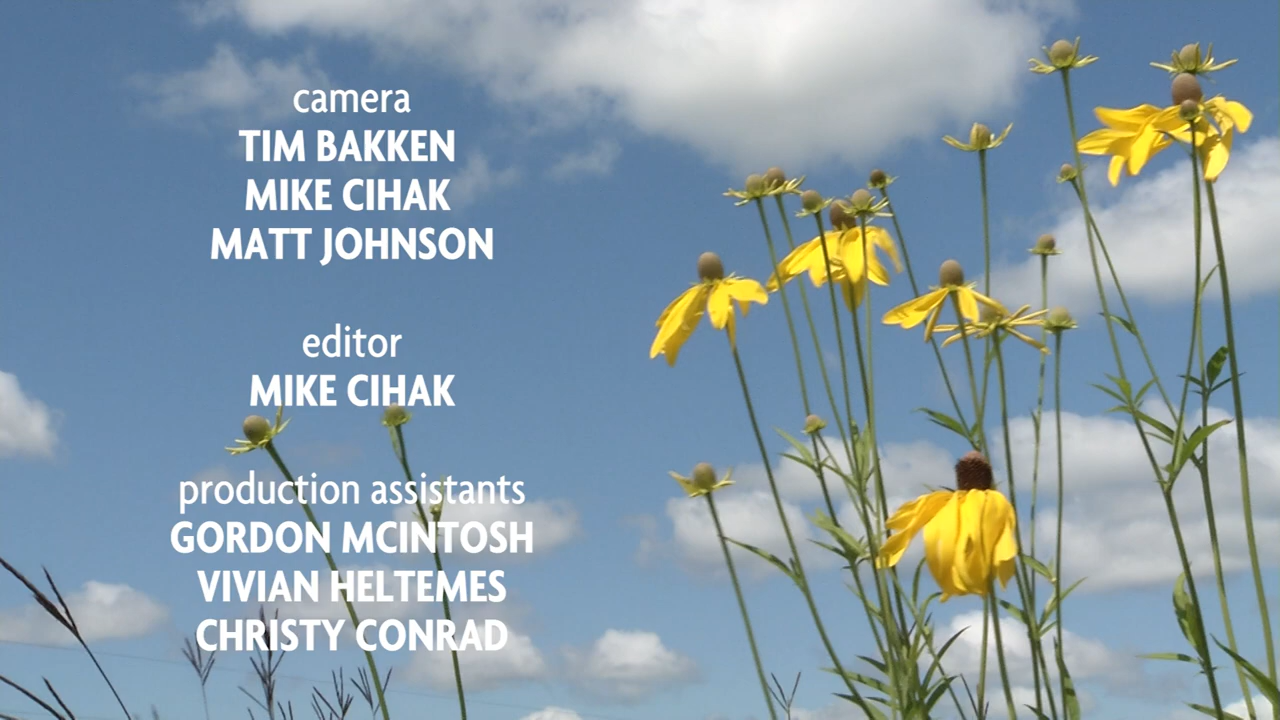 camera
TIM BAKKEN
MIKE CIHAK
MATT JOHNSON
editor
MIKE CIHAK
production assistants
GORDON MCINTOSH
VIVIAN HELTEMES
CHRISTY CONRAD